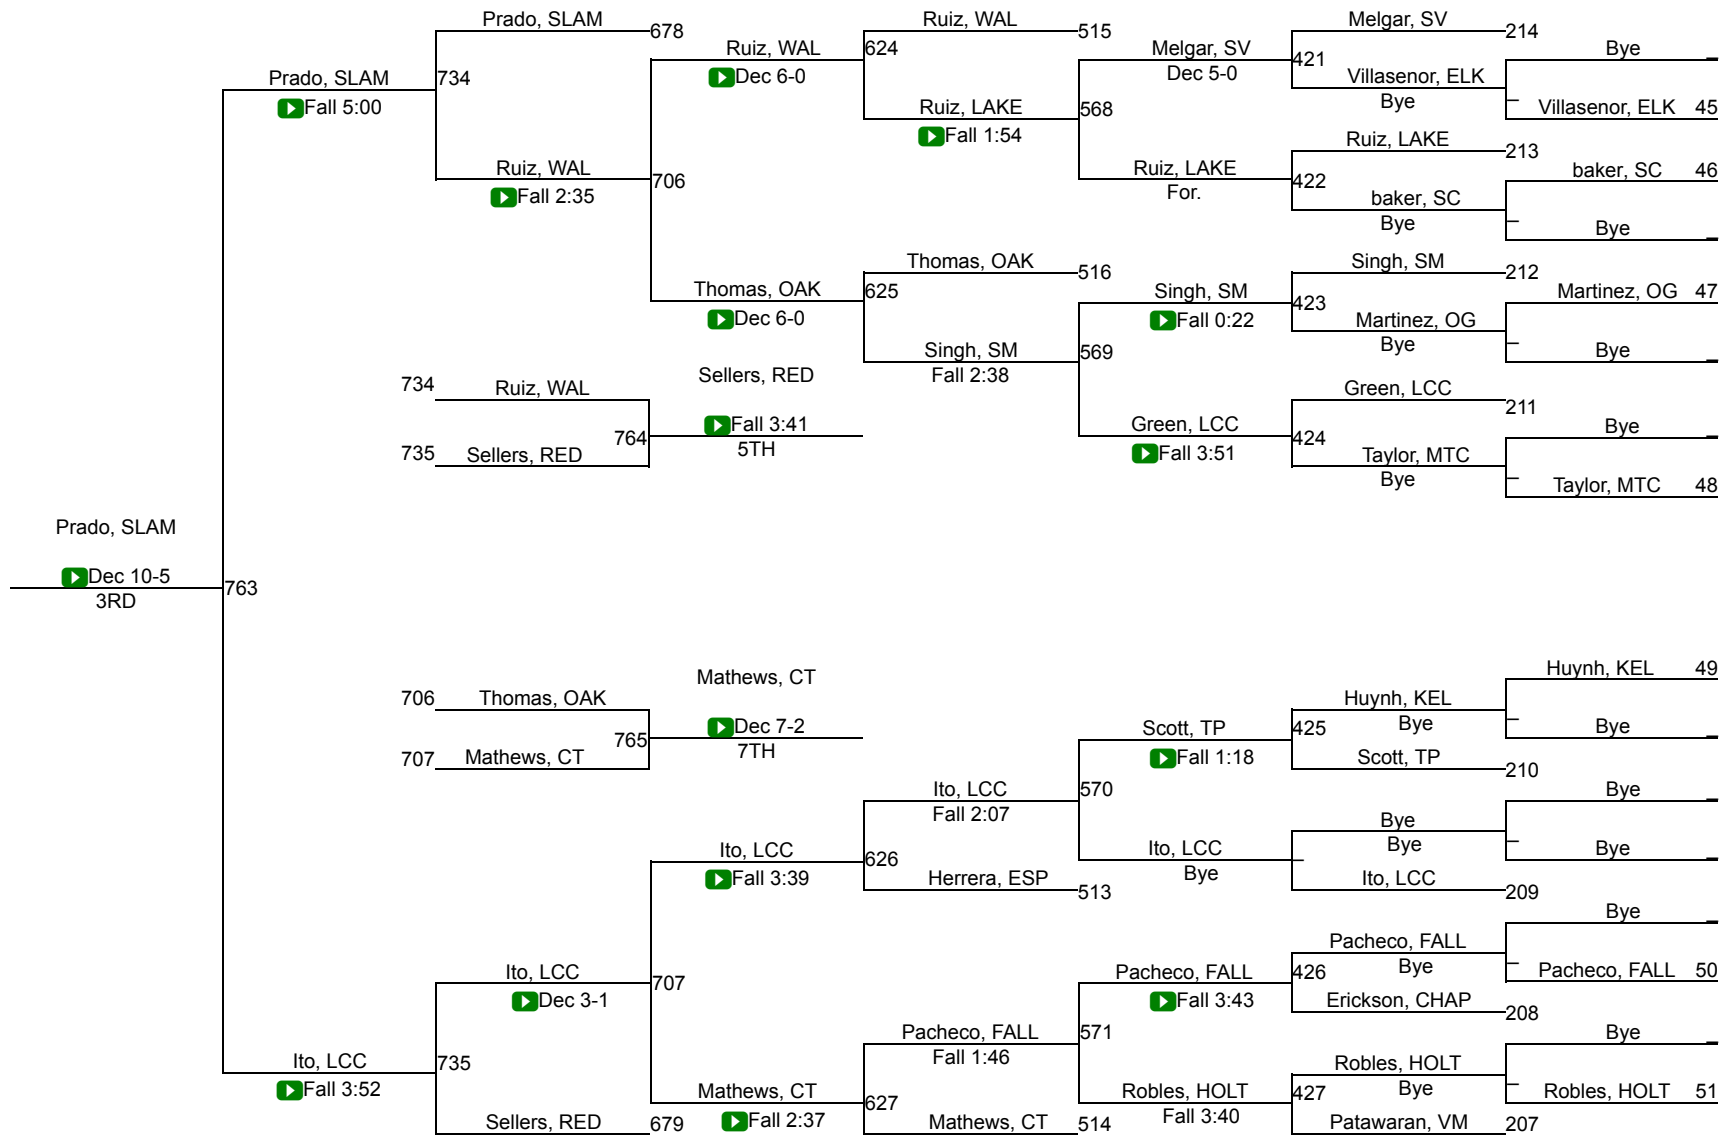 Prado, SLAM
678
Ruiz, WAL
515
Melgar, SV
214
Bye
_
Ruiz, WAL
624
Melgar, SV
421
Dec 6-0
Dec 5-0
Prado, SLAM
734
Villasenor, ELK
Bye
_
Villasenor, ELK 45
Fall 5:00
Ruiz, LAKE
568
Fall 1:54
Ruiz, LAKE
213
Ruiz, WAL
706
Ruiz, LAKE
422
baker, SC 46
Fall 2:35
For.
baker, SC
Bye
_
Bye
_
Thomas, OAK
516
Singh, SM
212
Thomas, OAK
625
Singh, SM
423
Martinez, OG 47
Dec 6-0
Fall 0:22
Martinez, OG
Bye
_
Bye
_
Singh, SM
569
Fall 2:38
Sellers, RED
734
Ruiz, WAL
Green, LCC
211
Fall 3:41
764
5TH
Green, LCC
424
Bye
_
Fall 3:51
735
Sellers, RED
Taylor, MTC
Bye
_
Taylor, MTC 48
Prado, SLAM
Dec 10-5
763
3RD
Huynh, KEL 49
Mathews, CT
706
Thomas, OAK
Huynh, KEL
Bye
_
Dec 7-2
765
7TH
Scott, TP
425
Bye
_
Fall 1:18
707
Mathews, CT
Scott, TP
210
Ito, LCC
570
Fall 2:07
Bye
_
Bye
Bye
_
Ito, LCC
626
Ito, LCC
_
Bye
Bye
_
Fall 3:39
Herrera, ESP
513
Ito, LCC
209
Bye
_
Pacheco, FALL
Bye
_
Ito, LCC
707
Pacheco, FALL
426
Pacheco, FALL 50
Dec 3-1
Fall 3:43
Erickson, CHAP
208
Pacheco, FALL
571
Fall 1:46
Bye
_
Ito, LCC
735
Robles, HOLT
Bye
_
Fall 3:52
Mathews, CT
627
Robles, HOLT
427
Robles, HOLT 51
Fall 2:37
Fall 3:40
Sellers, RED
679
Mathews, CT
514
Patawaran, VM
207